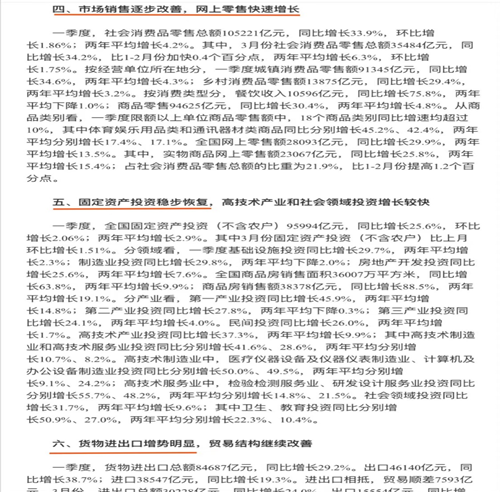 四、市场销售逐步改善，网上零售快速增长
一季度，社会消费品零售总额105221亿元，同比增长33.9%，环比增
长1.86%；两年平均增长4.2%。其中，3月份社会消费品零售总额35484亿元，同
比增长34.2%，比1-2月份加快0.4个百分点，两年平均增长6.3%，环比增
长1.75%。按经营单位所在地分，一季度城镇消费品零售额91345亿元，同比增
长34.6%，两年平均增长4.3%；乡村消费品零售额13875亿元，同比增长29.4%，
两年平均增长3.2%。按消费类型分，餐饮收入10596亿元，同比增长75.8%，两年
平均下降1.0%；商品零售94625亿元，同比增长30.4%，两年平均增长4.8%。从商
品类别看，一季度限额以上单位商品零售额中，18个商品类别同比增速均超过
10%，其中体育娱乐用品类和通讯器材类商品同比分别增长45.2%、42.4%，两年
平均分别增长17.4%、17.1%。全国网上零售额28093亿元，同比增长29.9%，两年
平均增长13.5%。其中，实物商品网上零售额23067亿元，同比增长25.8%，两年
平均增长15.4%；占社会消费品零售总额的比重为21.9%，比1-2月份提高1.2个百
分点。
五、固定资产投资稳步恢复，高技术产业和社会领域投资增长较快
一季度，全国固定资产投资（不含农户）95994亿元，同比增长25.6%，环比
增长2.06%；两年平均增长2.9%。其中3月份固定资产投资（不含农户）比上月
环比增长1.51%。分领域看，一季度基础设施投资同比增长29.7%，两年平均增
长2.3%；制造业投资同比增长29.8%，两年平均下降2.0%；房地产开发投资同比
增长25.6%，两年平均增长7.6%。全国商品房销售面积36007万平方米，同比增
长63.8%，两年平均增长9.9%；商品房销售额38378亿元，同比增长88.5%，两年
平均增长19.1%。分产业看，第一产业投资同比增长45.9%，两年平均增
长14.8%；第二产业投资同比增长27.8%，两年平均下降0.3%；第三产业投资同
比增长24.1%，两年平均增长4.0%。民间投资同比增长26.0%，两年平均增
长1.7%。高技术产业投资同比增长37.3%，两年平均增长9.9%；其中高技术制造
业和高技术服务业投资同比分别增长41.6%、28.6%，两年平均分别增
长10.7%、8.2%。高技术制造业中，医疗仪器设备及仪器仪表制造业、计算机及
办公设备制造业投资同比分别增长50.0%、49.5%，两年平均分别增
长9.1%、24.2%；高技术服务业中，检验检测服务业、研发设计服务业投资同比
分别增长55.7%、48.2%，两年平均分别增长14.8%、21.5%。社会领域投资同比增
长31.7%，两年平均增长9.6%；其中卫生、教育投资同比分别增
长50.9%、27.0%，两年平均分别增长22.3%、10.4%。
六、货物进出口增势明显，贸易结构继续改善
一季度，货物进出口总额84687亿元，同比增长29.2%。出口46140亿元，同
比增长38.7%；进口38547亿元，同比增长19.3%。进出口相抵，贸易顺差7593亿